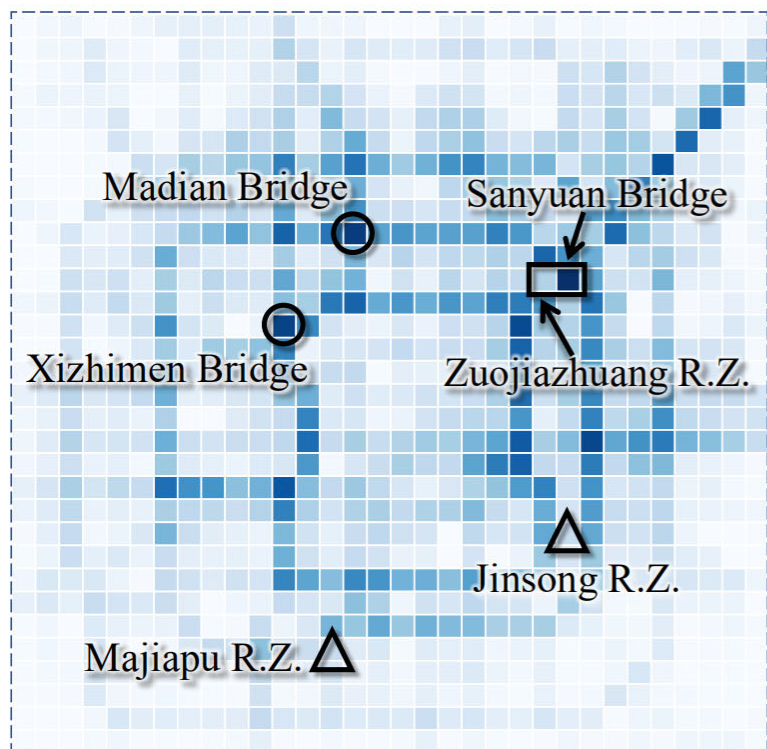 Madian Bridge
Sanyuan Bridge
Xizhimen Bridge
Zuojiazhuang R.Z.
Jinsong R.Z.
Majiapu R.Z.